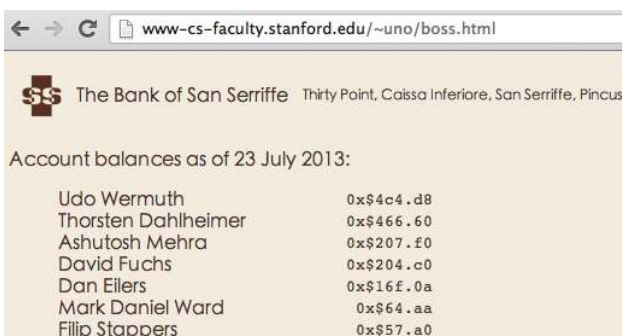 www-cs-faculty.stanford.edu/~uno/boss.html
SS The Bank of San Serriffe Thirty Point, Caissa Inferiore, San Serriffe, Pincus
Account balances as of 23 July 2013:
Udo Wermuth 0x$4c4.d8
Thorsten Dahlheimer 0x$466.60
Ashutosh Mehra 0x$207.f0
David Fuchs 0x$204.c0
Dan Eilers 0x$16f.0a
Mark Daniel Ward 0x$64.aa
Filip Stappers 0x$57.a0